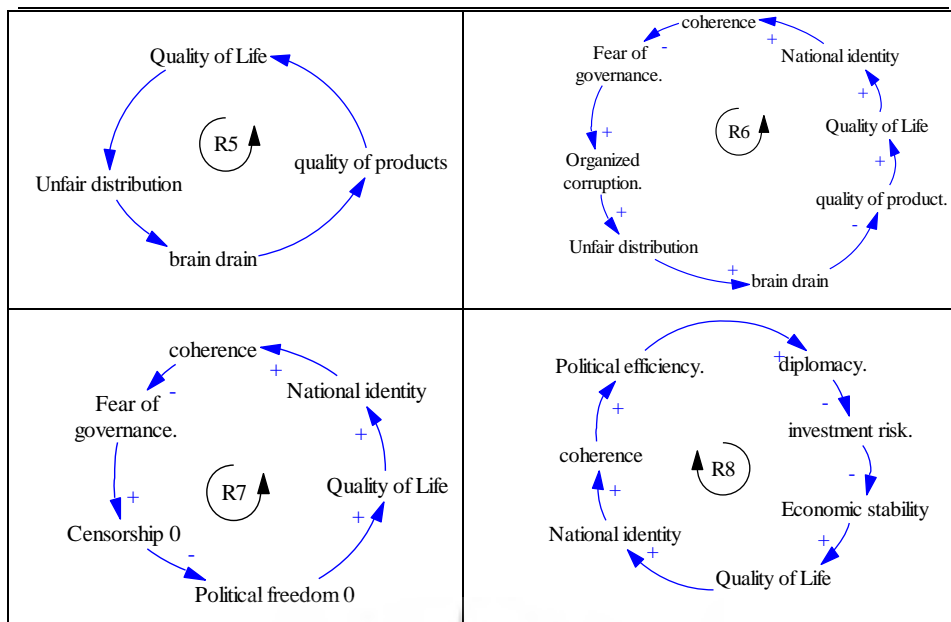 Quality of Life
R5
Unfair distribution
quality of products
brain drain
coherence
+
-
Fear of
governance.
National identity
+
+
R6
Quality of Life
Organized
corruption.
+
+
quality of product.
Unfair distribution
-
+
brain drain
coherence
-
+
Fear of
governance.
National identity
+
R7
Quality of Life
+
+
Censorship 0
-
Political freedom 0
Political efficiency.
+
diplomacy.
+
-
investment risk.
coherence
R8
-
+
Economic stability
National identity
+
+
Quality of Life